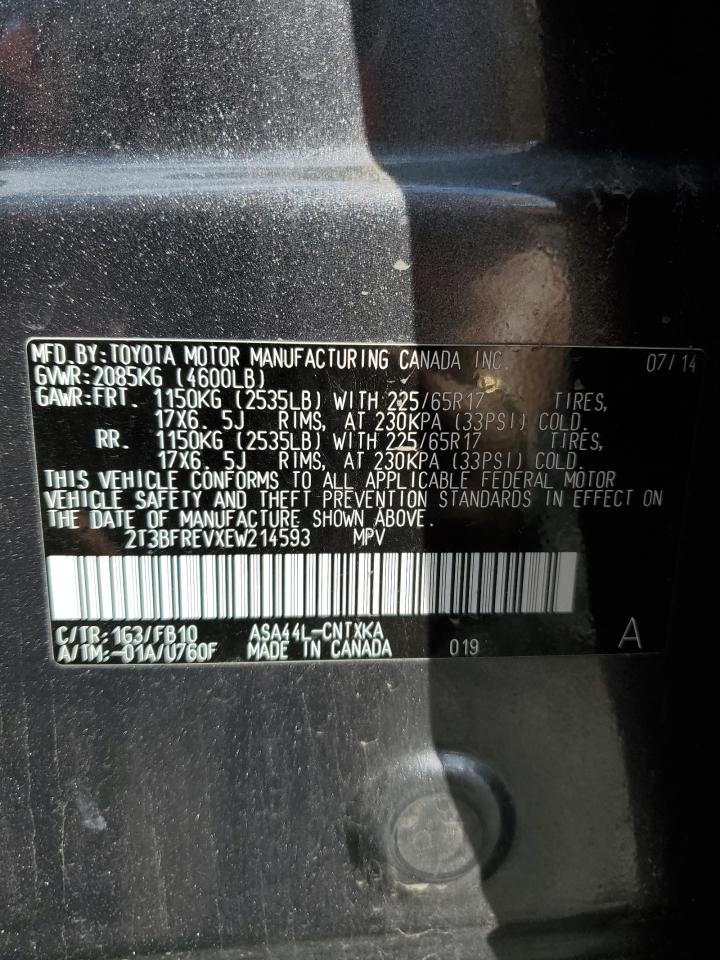 MFD.BY:TOYOTA MOTOR MANUFACTURING CANADA INC. 07/14
GVWR:2085KG (4600LB)
GAWR:FRT. 1150KG (2535LB) WITH 225/65R17 TIRES,
17X6. 5J RIMS, AT 230KPA (33PSI) COLD.
RR. 1150KG (2535LB) WITH 225/65R17 TIRES,
17X6. 5J RIMS, AT 230KPA (33PSI) COLD.
THIS VEHICLE CONFORMS TO ALL APPLICABLE FEDERAL MOTOR
VEHICLE SAFETY AND THEFT PREVENTION STANDARDS IN EFFECT ON
THE DATE OF MANUFACTURE SHOWN ABOVE.
2T3BFREVXEW214593 MPV
C/TR:1G3/FB10 ASA44L-CNTXKA
A/TM:-01A/U760F MADE IN CANADA 019 A